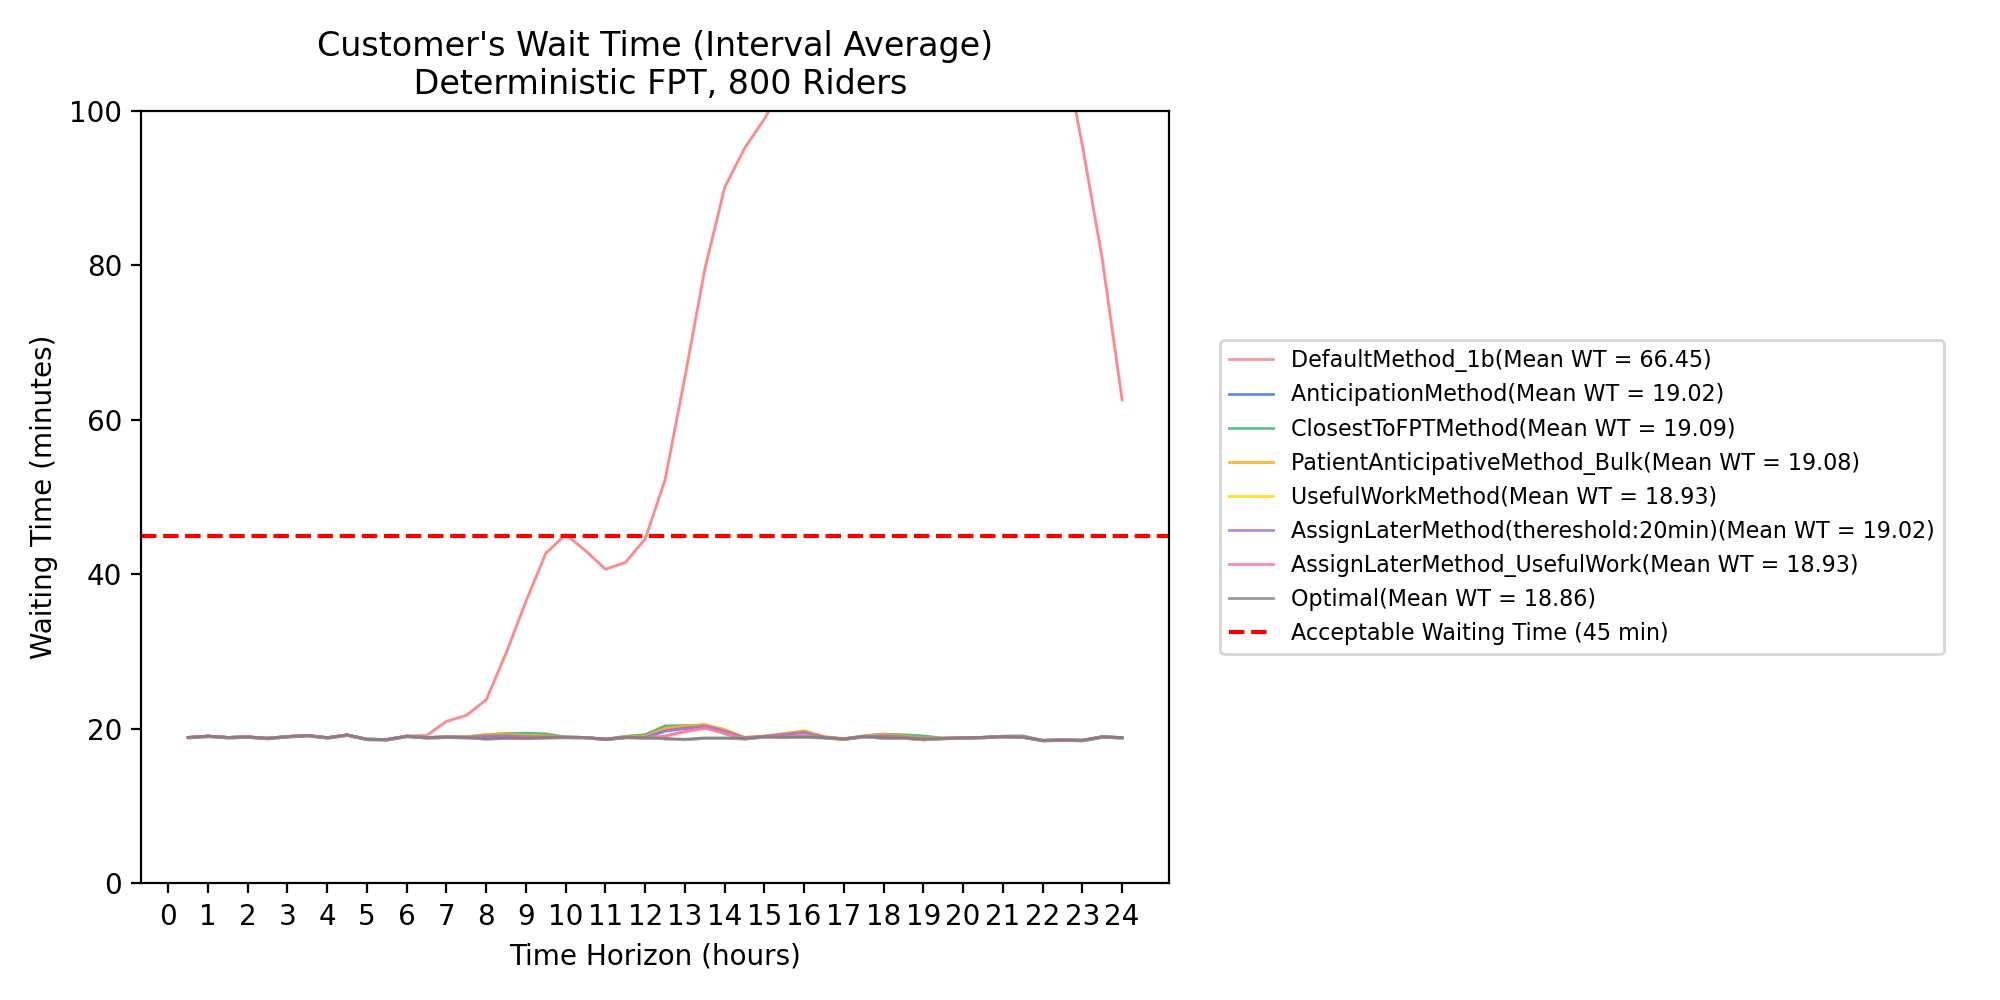 Customer's Wait Time (Interval Average)
Deterministic FPT, 800 Riders
100
80
60
40
20
0
Waiting Time (minutes)
0 1 2 3 4 5 6 7 8 9 10 11 12 13 14 15 16 17 18 19 20 21 22 23 24
Time Horizon (hours)
DefaultMethod_1b(Mean WT = 66.45)
AnticipationMethod(Mean WT = 19.02)
ClosestToFPTMethod(Mean WT = 19.09)
PatientAnticipativeMethod_Bulk(Mean WT = 19.08)
UsefulWorkMethod(Mean WT = 18.93)
AssignLaterMethod(thereshold:20min)(Mean WT = 19.02)
AssignLaterMethod_UsefulWork(Mean WT = 18.93)
Optimal(Mean WT = 18.86)
Acceptable Waiting Time (45 min)